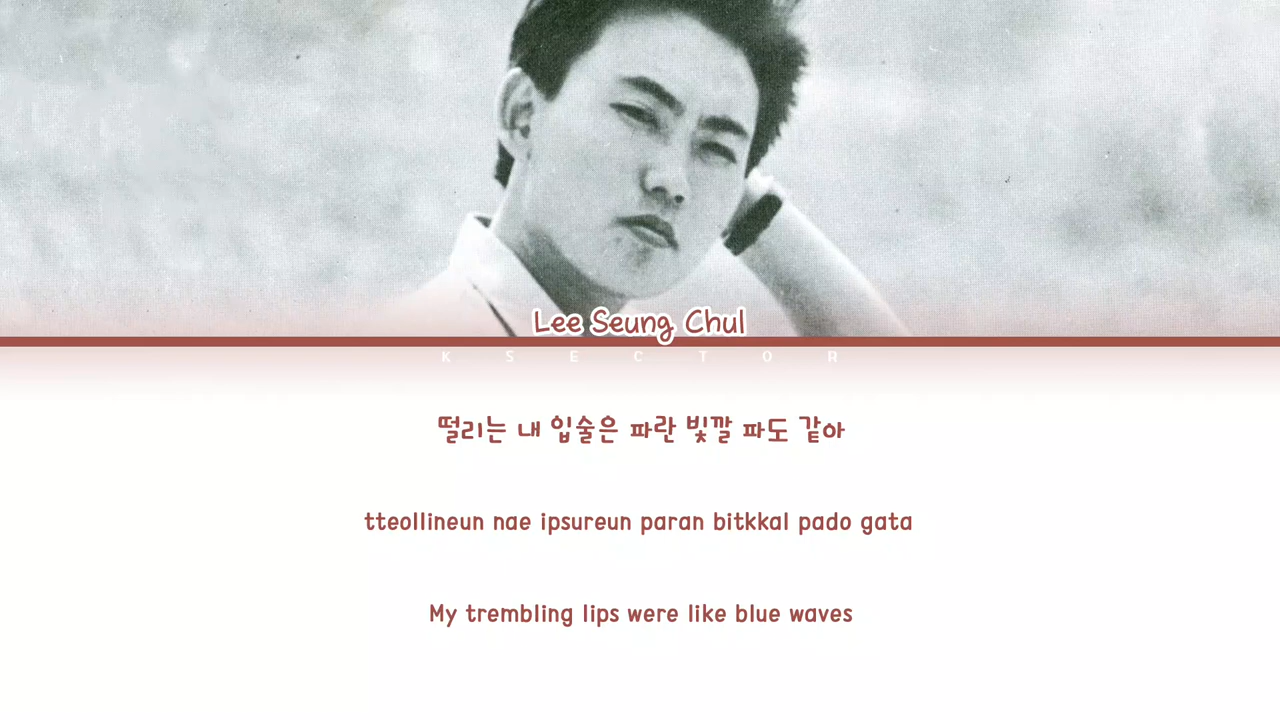 Lee Seung Chul
K SECTOR
떨리는 내 입술은 파란 빛깔 파도 같아
tteollineun nae ipsureun paran bitkkal pado gata
My trembling lips were like blue waves